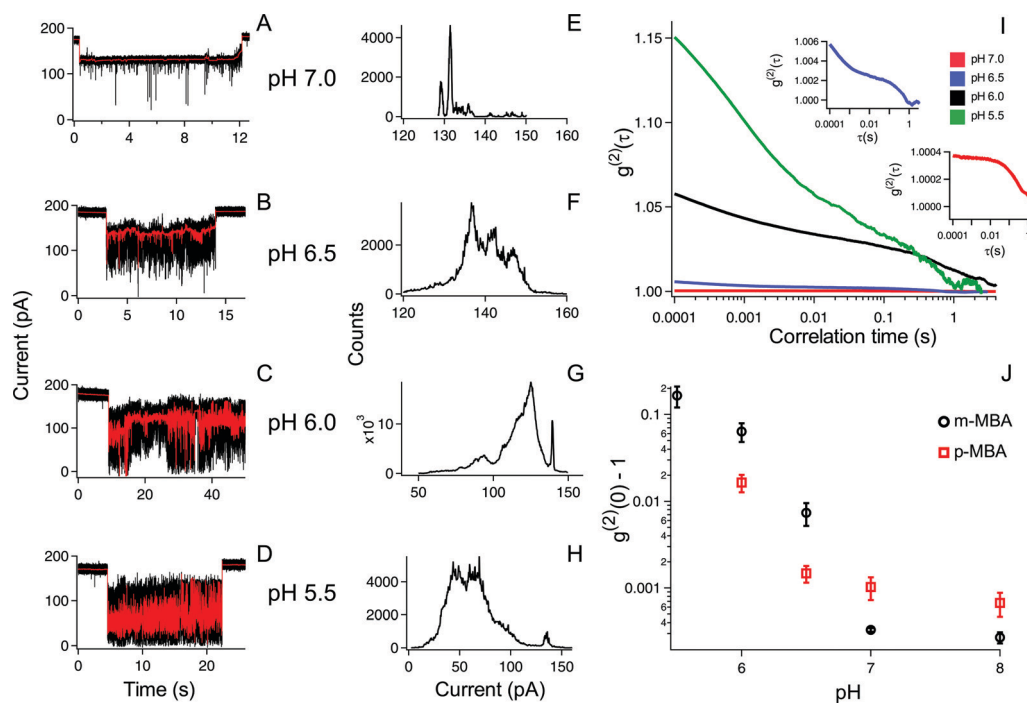 A
200
100
0
0
2
4
6
8
10
12
pH 7.0
E
4000
2000
0
120
130
140
150
160
B
200
100
0
0
5
10
15
pH 6.5
F
2000
0
120
140
160
C
200
100
0
0
20
40
pH 6.0
G
x10³
10
0
50
100
150
D
200
100
0
0
20
pH 5.5
H
4000
2000
0
0
50
100
150
Current (pA)
Time (s)
Counts
Current (pA)
I
g(2)(τ)
1.15
1.10
1.05
1.00
0.0001
0.001
0.01
0.1
1
Correlation time (s)
g(2)(τ)
1.006
1.004
1.002
1.000
0.0001
0.01
1
τ(s)
pH 7.0
pH 6.5
pH 6.0
pH 5.5
g(2)(τ)
1.0004
1.0002
1.0000
0.0001
0.01
1
τ(s)
J
g(2)(0) - 1
2
0.1
6
4
2
0.01
6
4
2
0.001
6
4
6
7
8
pH
m-MBA
p-MBA